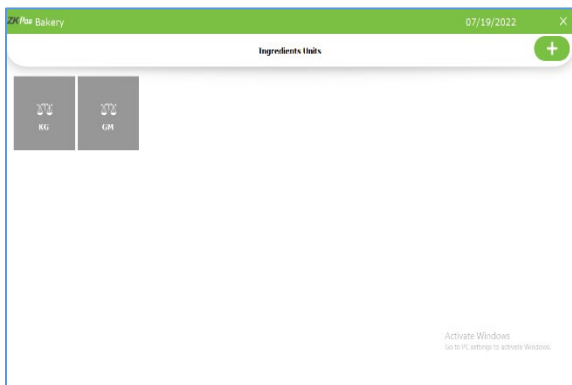 ZKPos Bakery 07/19/2022 X
Ingredients Units
KG GM
Activate Windows
Go to PC settings to activate Windows.